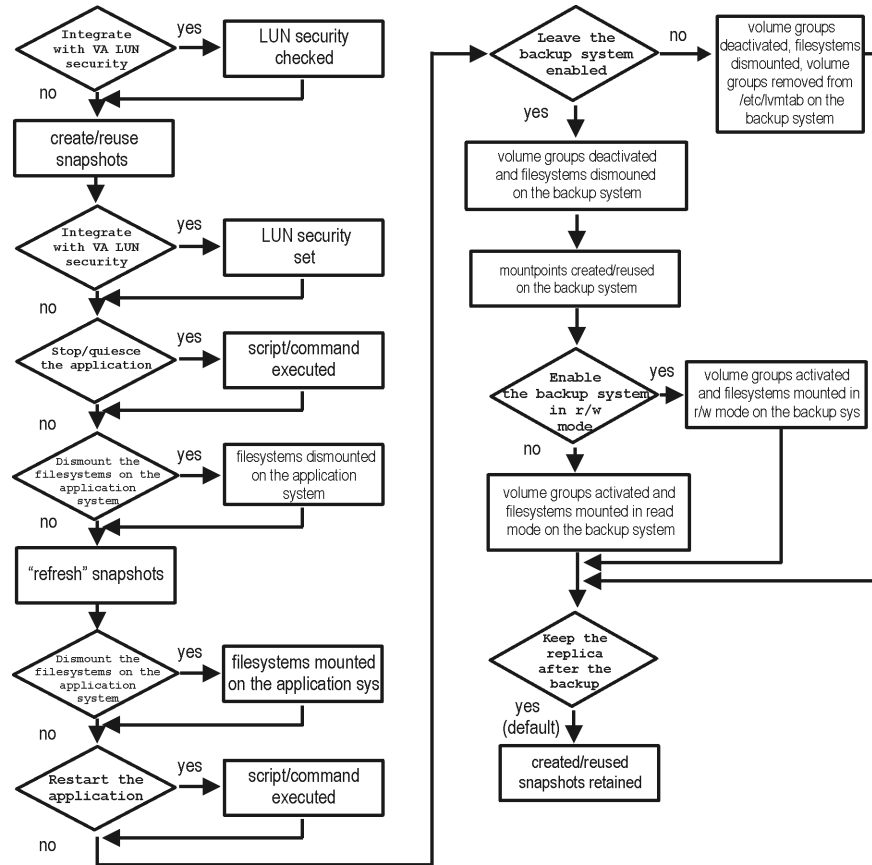 Integrate
with VA LUN
security
yes
LUN security
checked
no
create/reuse
snapshots
Integrate
with VA LUN
security
yes
LUN security
set
no
Stop/quiesce
the application
yes
script/command
executed
no
Dismount the
filesystems on the
application
system
yes
filesystems dismounted
on the application
system
no
“refresh” snapshots
Dismount the
filesystems on the
application
system
yes
filesystems mounted
on the application sys
no
Restart the
application
yes
script/command
executed
no
Leave the
backup system
enabled
no
volume groups
deactivated, filesystems
dismounted, volume
groups removed from
/etc/lvmtab on the
backup system
yes
volume groups deactivated
and filesystems dismouned
on the backup system
mountpoints created/reused
on the backup system
Enable
the backup system
in r/w
mode
yes
volume groups activated
and filesystems mounted in
r/w mode on the backup sys
no
volume groups activated and
filesystems mounted in read
mode on the backup system
Keep the
replica
after the
backup
yes
(default)
created/reused
snapshots retained